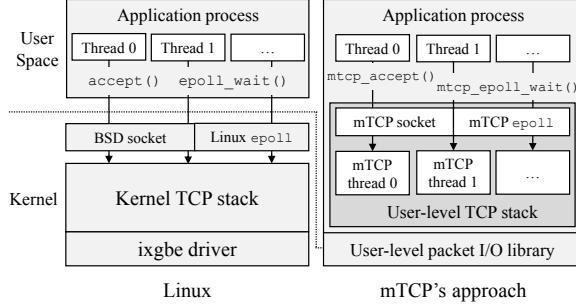 Application process
Thread 0
Thread 1
…
accept()
epoll_wait()
User
Space
BSD socket
Linux epoll
Kernel
Kernel TCP stack
ixgbe driver
Linux
Application process
Thread 0
Thread 1
…
mtcp_accept()
mtcp_epoll_wait()
mTCP socket
mTCP epoll
mTCP
thread 0
mTCP
thread 1
…
User-level TCP stack
User-level packet I/O library
mTCP's approach